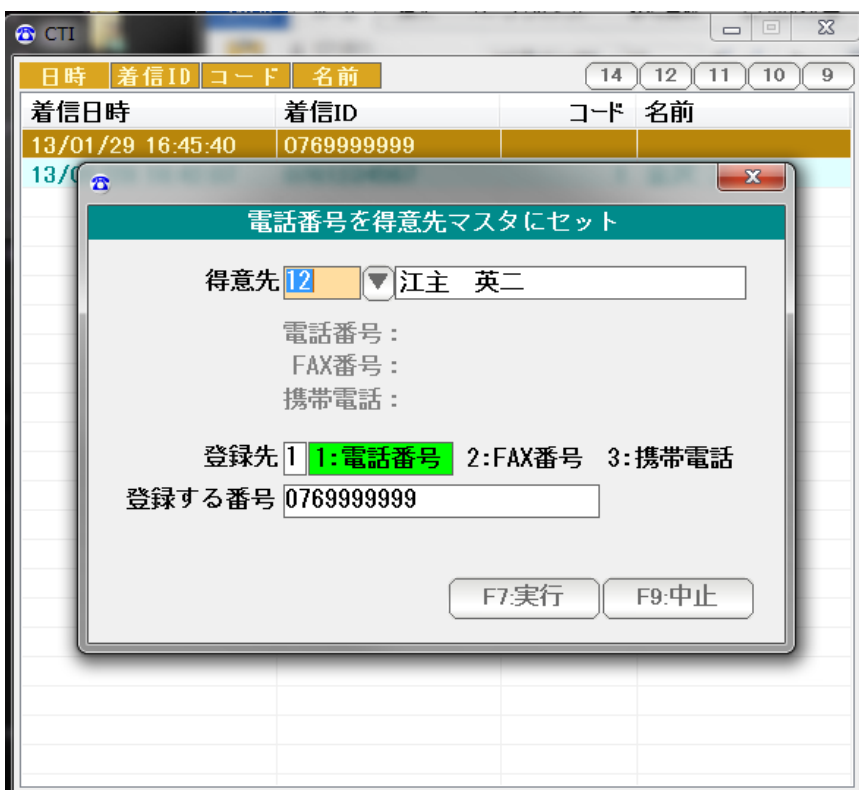 CTI
日時 着信ID コード 名前 14 12 11 10 9
着信日時 着信ID コード 名前
13/01/29 16:45:40 0769999999
電話番号を得意先マスタにセット
得意先 12 江主 英二
電話番号:
FAX番号:
携帯電話:
登録先 1 1:電話番号 2:FAX番号 3:携帯電話
登録する番号 0769999999
F7:実行 F9:中止